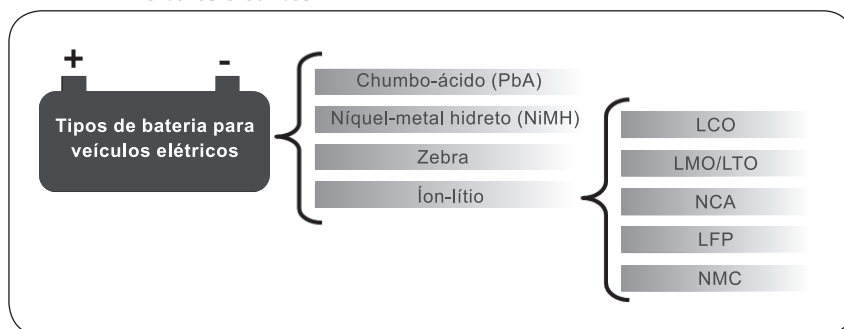 + -
Tipos de bateria para
veículos elétricos
Chumbo-ácido (PbA)
Níquel-metal hidreto (NiMH)
Zebra
Íon-lítio
LCO
LMO/LTO
NCA
LFP
NMC